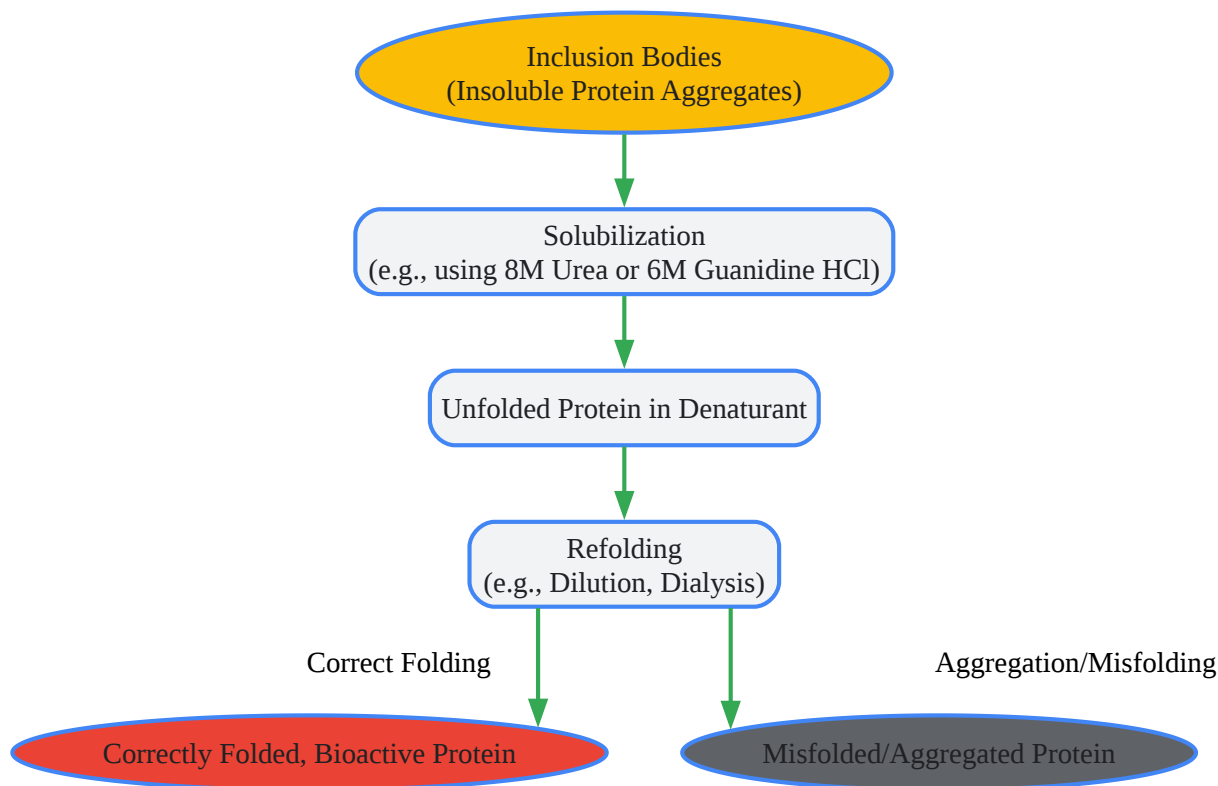 Inclusion Bodies
(Insoluble Protein Aggregates)
Solubilization
(e.g., using 8M Urea or 6M Guanidine HCl)
Unfolded Protein in Denaturant
Refolding
(e.g., Dilution, Dialysis)
Correct Folding
Aggregation/Misfolding
Correctly Folded, Bioactive Protein
Misfolded/Aggregated Protein